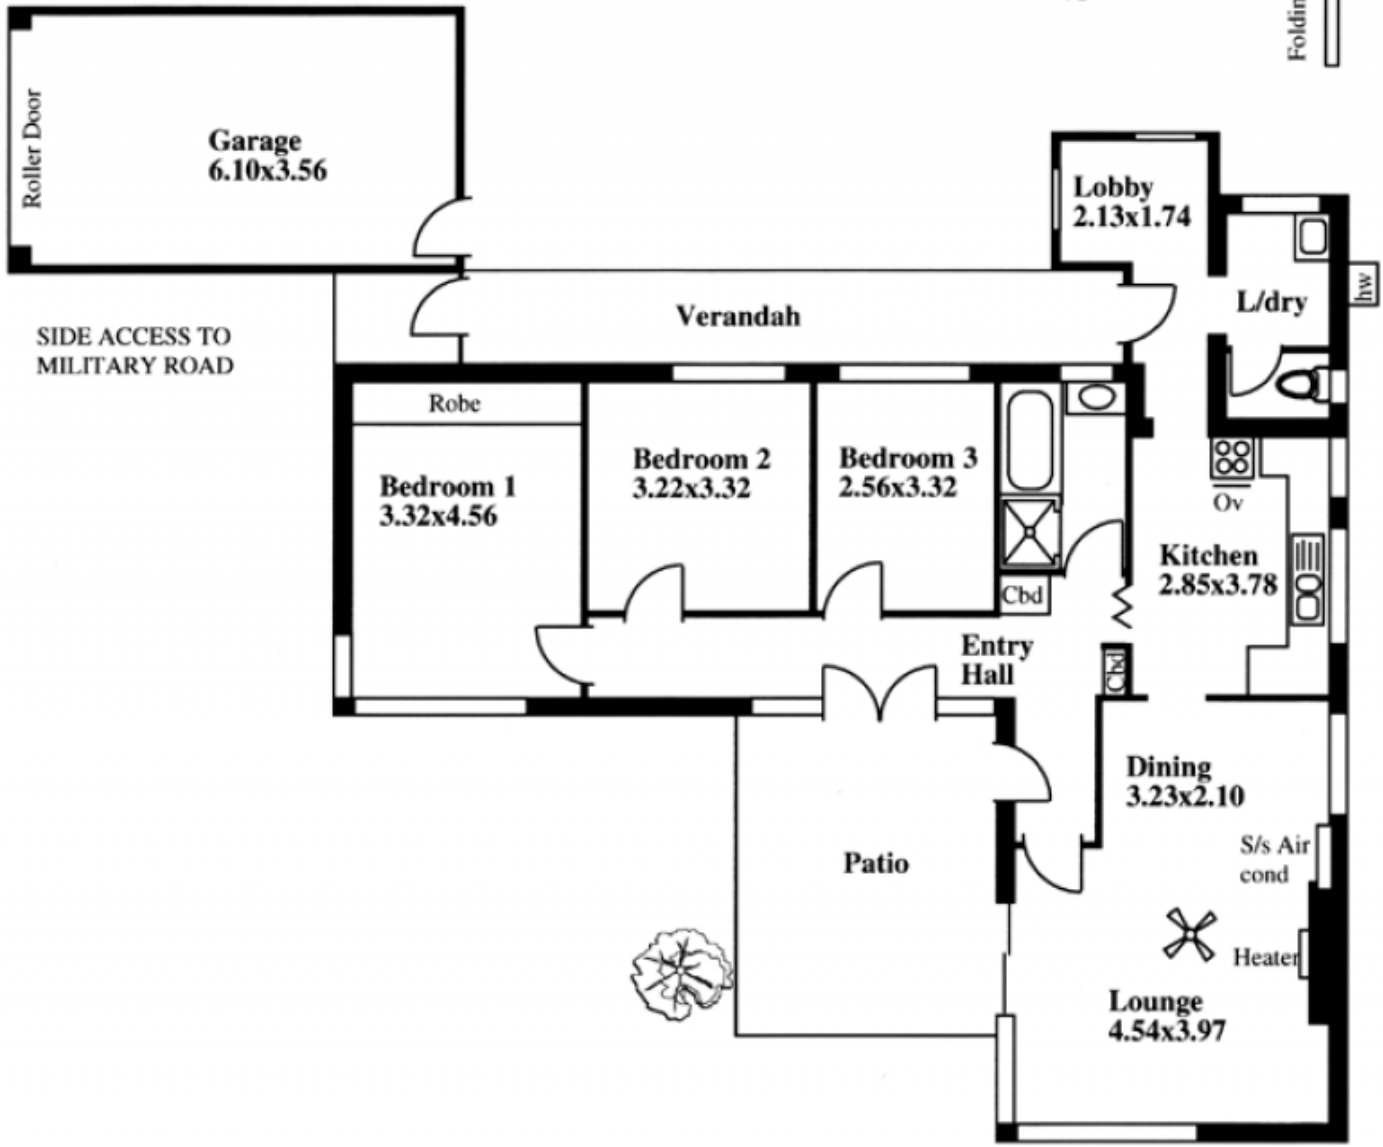 Foldin
Roller Door
Garage
6.10x3.56
Lobby
2.13x1.74
hw
L/dry
Verandah
SIDE ACCESS TO
MILITARY ROAD
Robe
Bedroom 1
3.32x4.56
Bedroom 2
3.22x3.32
Bedroom 3
2.56x3.32
Ov
Kitchen
2.85x3.78
Cbd
Entry
Hall
Cbd
Dining
3.23x2.10
S/s Air
cond
Patio
Heater
Lounge
4.54x3.97